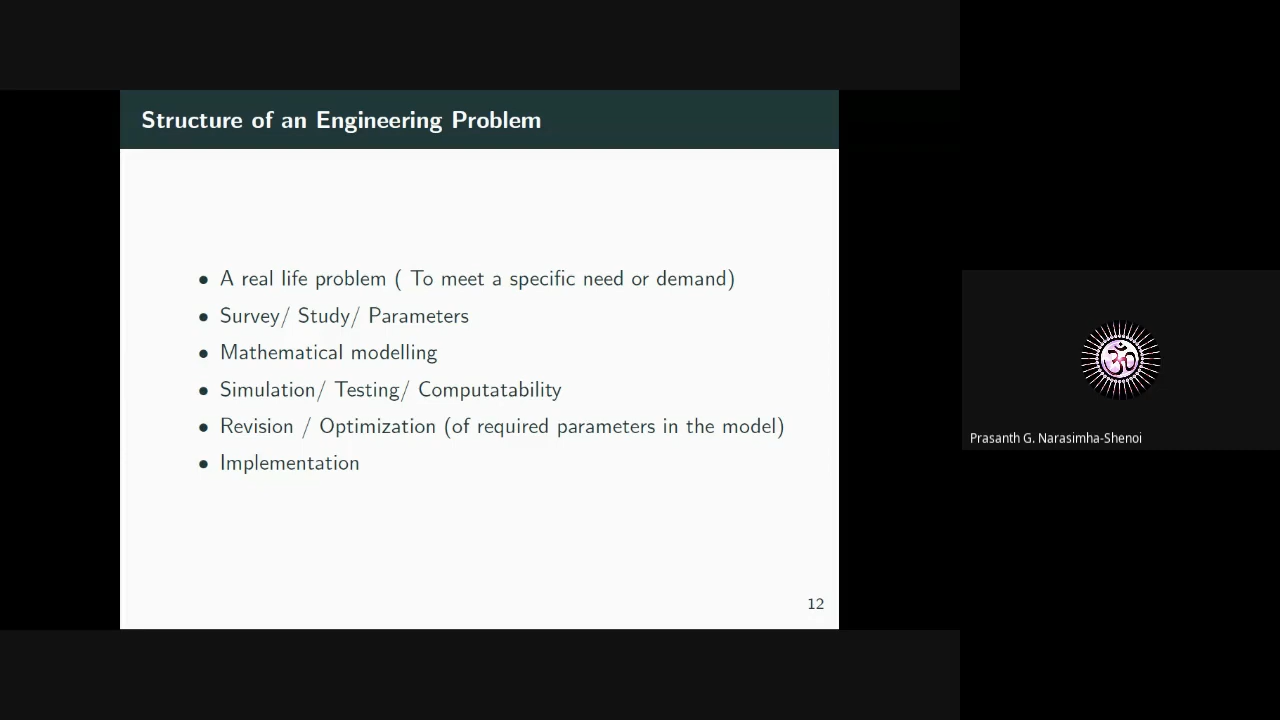 Structure of an Engineering Problem
• A real life problem ( To meet a specific need or demand)
• Survey/ Study/ Parameters
• Mathematical modelling
• Simulation/ Testing/ Computatability
• Revision / Optimization (of required parameters in the model)
• Implementation
12
ॐ
Prasanth G. Narasimha-Shenoi